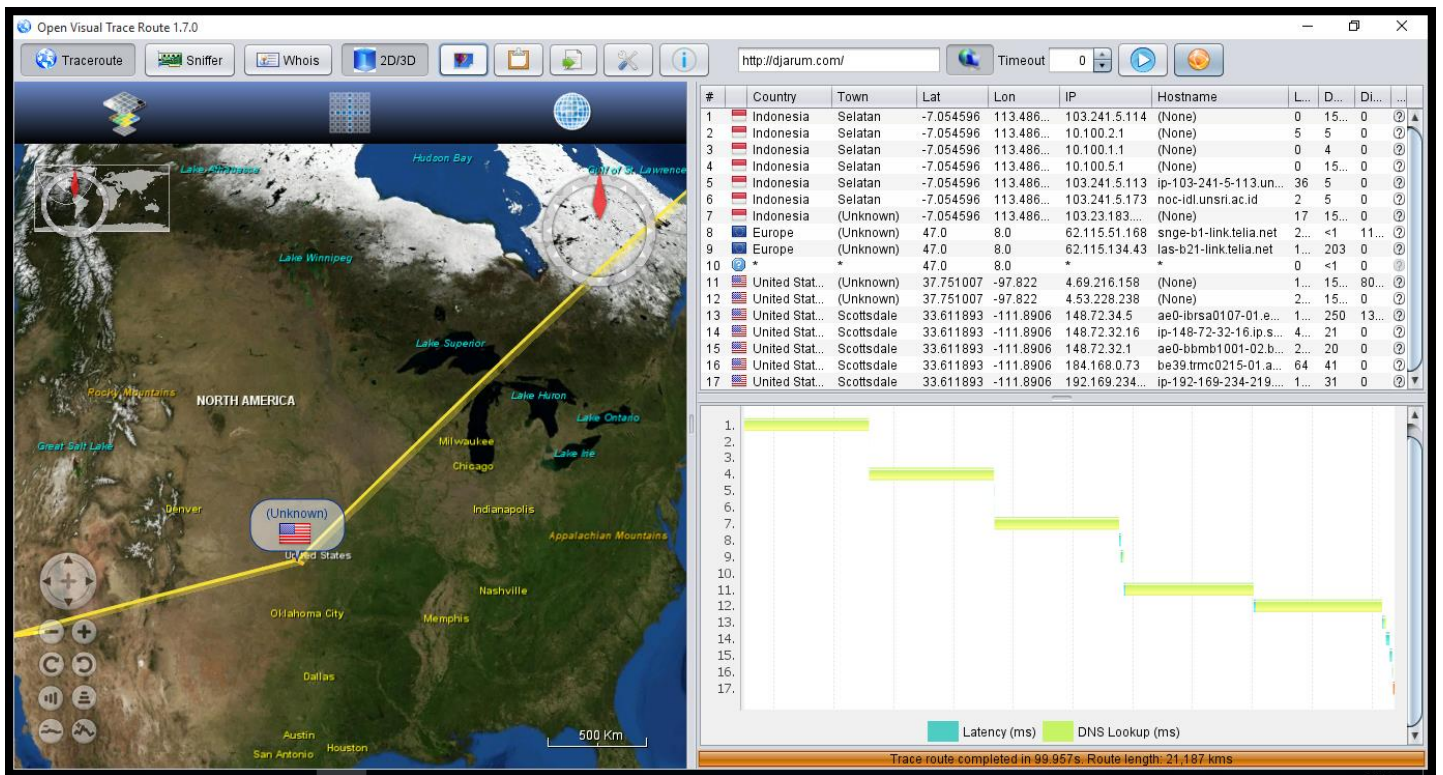 Open Visual Trace Route 1.7.0
Traceroute Sniffer Whois 2D/3D http://djarum.com/ Timeout 0
Hudson Bay
Gulf of St. Lawrence
Lake Athabasca
Lake Winnipeg
Lake Superior
Rocky Mountains
NORTH AMERICA
Lake Huron
Lake Ontario
Great Salt Lake
Milwaukee
Lake Erie
Chicago
Denver
(Unknown)
Indianapolis
Appalachian Mountains
United States
Nashville
Oklahoma City
Memphis
Dallas
Austin
500 Km
Houston
San Antonio
# Country Town Lat Lon IP Hostname L... D... Di... ...
1 Indonesia Selatan -7.054596 113.486... 103.241.5.114 (None) 0 15... 0
2 Indonesia Selatan -7.054596 113.486... 10.100.2.1 (None) 5 5 0
3 Indonesia Selatan -7.054596 113.486... 10.100.1.1 (None) 0 4 0
4 Indonesia Selatan -7.054596 113.486... 10.100.5.1 (None) 0 15... 0
5 Indonesia Selatan -7.054596 113.486... 103.241.5.113 ip-103-241-5-113.un... 36 5 0
6 Indonesia Selatan -7.054596 113.486... 103.241.5.173 noc-idl.unsri.ac.id 2 5 0
7 Indonesia (Unknown) -7.054596 113.486... 103.23.183.... (None) 17 15... 0
8 Europe (Unknown) 47.0 8.0 62.115.51.168 snge-b1-link.telia.net 2... <1 11...
9 Europe (Unknown) 47.0 8.0 62.115.134.43 las-b21-link.telia.net 1... 203 0
10 * * 47.0 8.0 * * 0 <1 0
11 United Stat... (Unknown) 37.751007 -97.822 4.69.216.158 (None) 1... 15... 80...
12 United Stat... (Unknown) 37.751007 -97.822 4.53.228.238 (None) 2... 15... 0
13 United Stat... Scottsdale 33.611893 -111.8906 148.72.34.5 ae0-ibrsa0107-01.e... 1... 250 13...
14 United Stat... Scottsdale 33.611893 -111.8906 148.72.32.16 ip-148-72-32-16.ip.s... 4... 21 0
15 United Stat... Scottsdale 33.611893 -111.8906 148.72.32.1 ae0-bbmb1001-02.b... 2... 20 0
16 United Stat... Scottsdale 33.611893 -111.8906 184.168.0.73 be39.trmc0215-01.a... 64 41 0
17 United Stat... Scottsdale 33.611893 -111.8906 192.169.234... ip-192-169-234-219.... 1... 31 0
1.
2.
3.
4.
5.
6.
7.
8.
9.
10.
11.
12.
13.
14.
15.
16.
17.
Latency (ms) DNS Lookup (ms)
Trace route completed in 99.957s. Route length: 21,187 kms